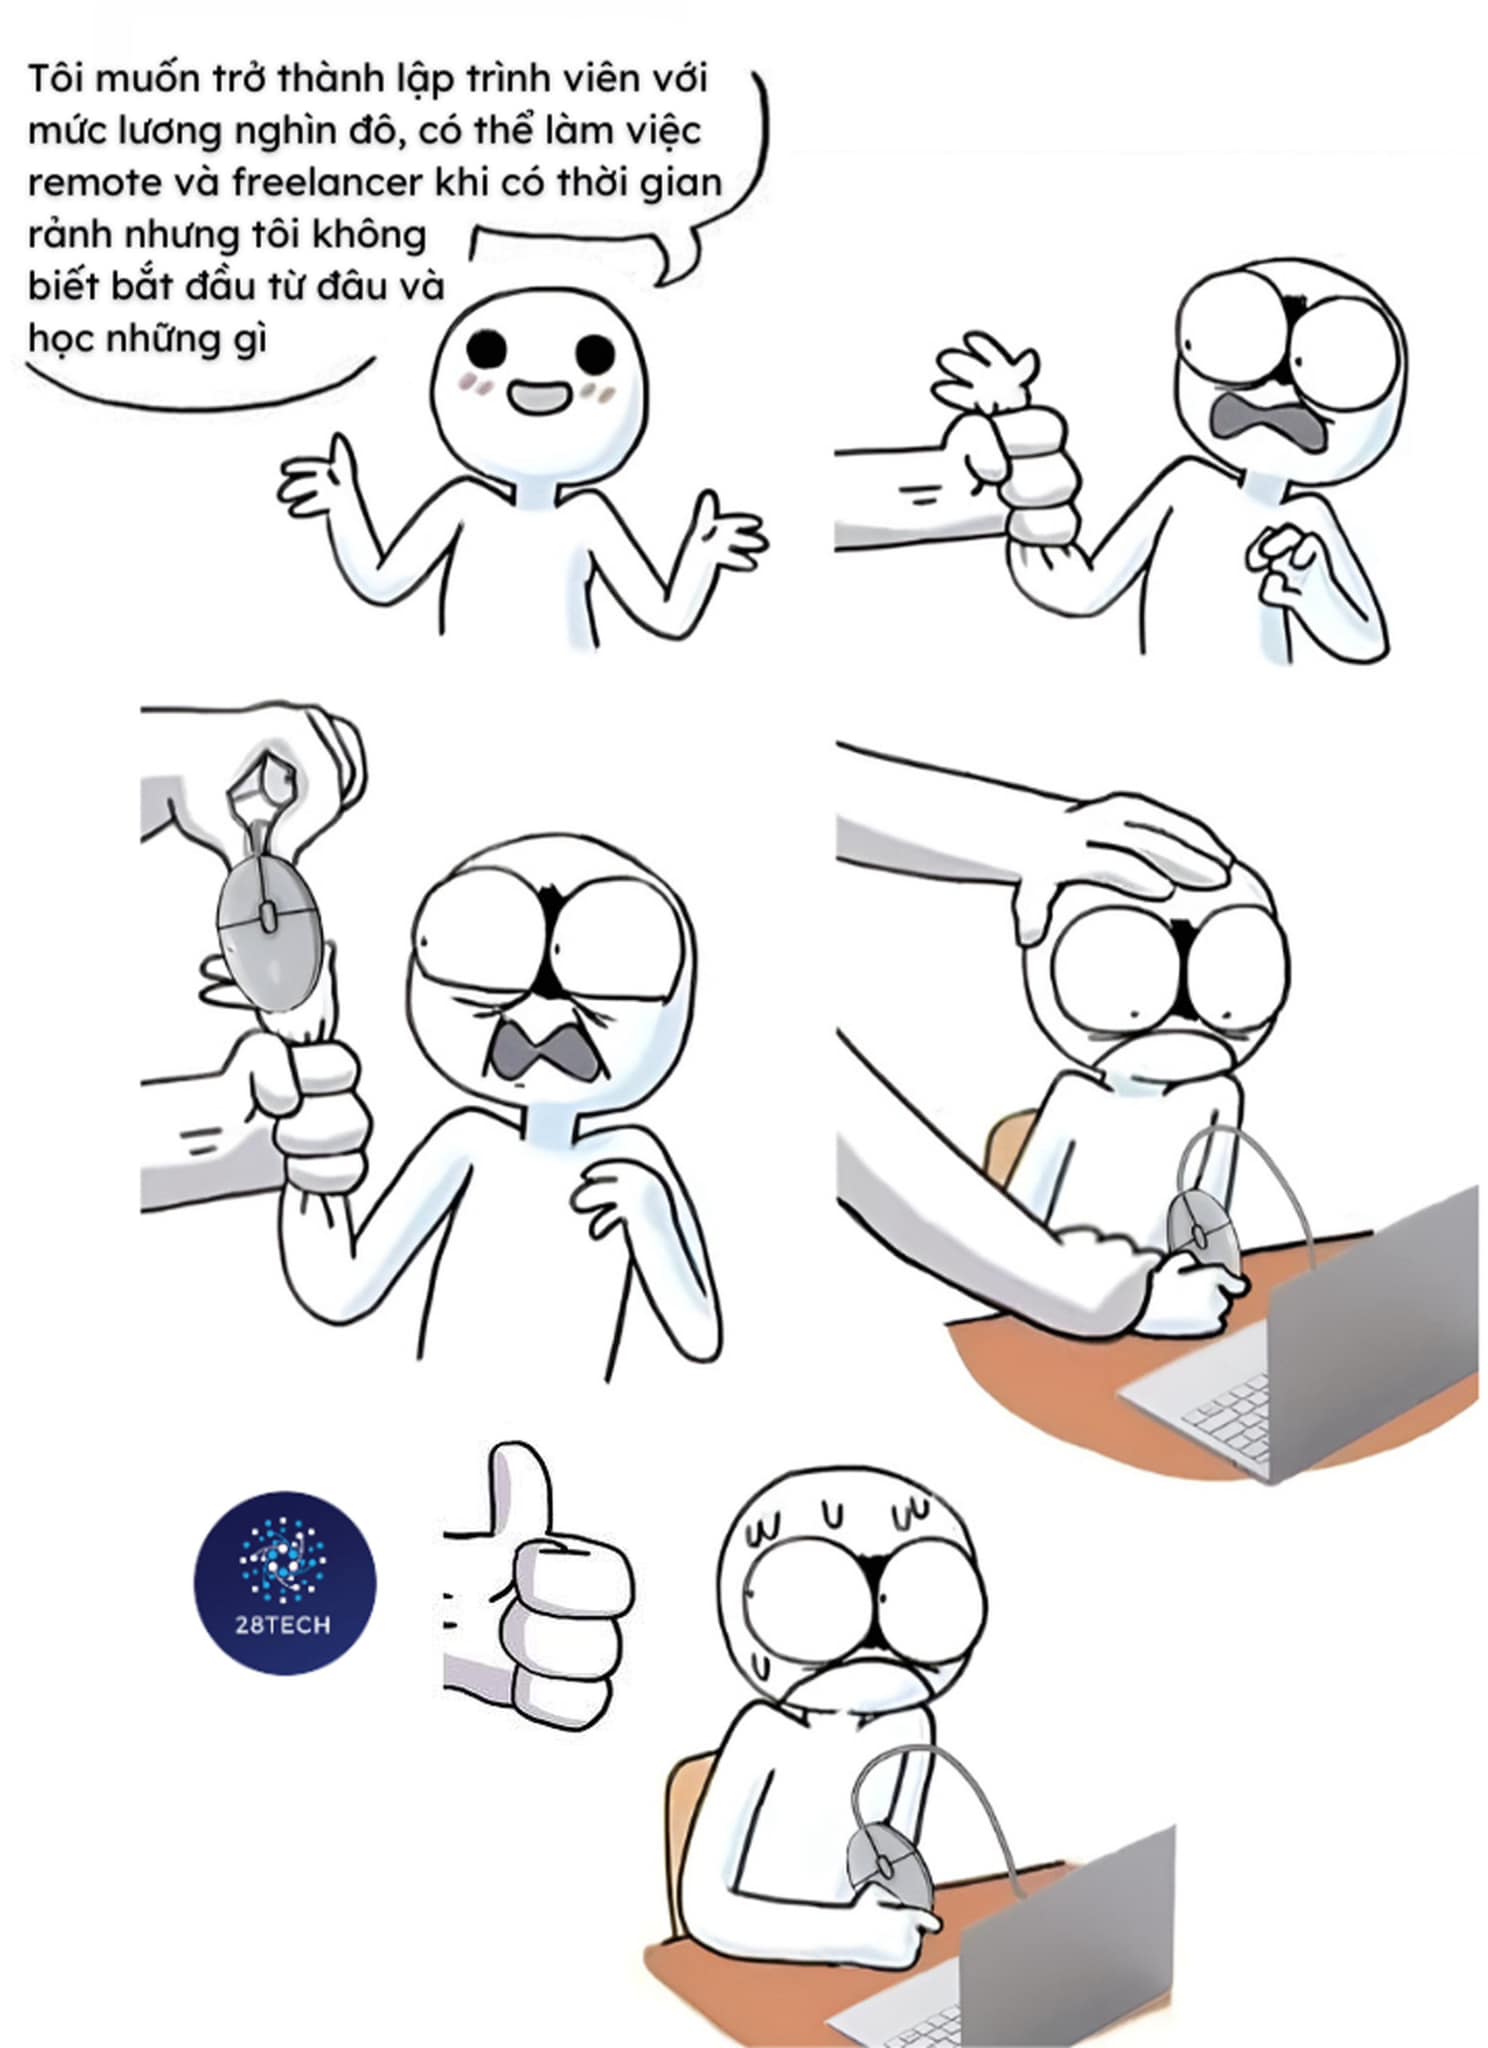 Tôi muốn trở thành lập trình viên với
mức lương nghìn đô, có thể làm việc
remote và freelancer khi có thời gian
rảnh nhưng tôi không
biết bắt đầu từ đâu và
học những gì
28TECH